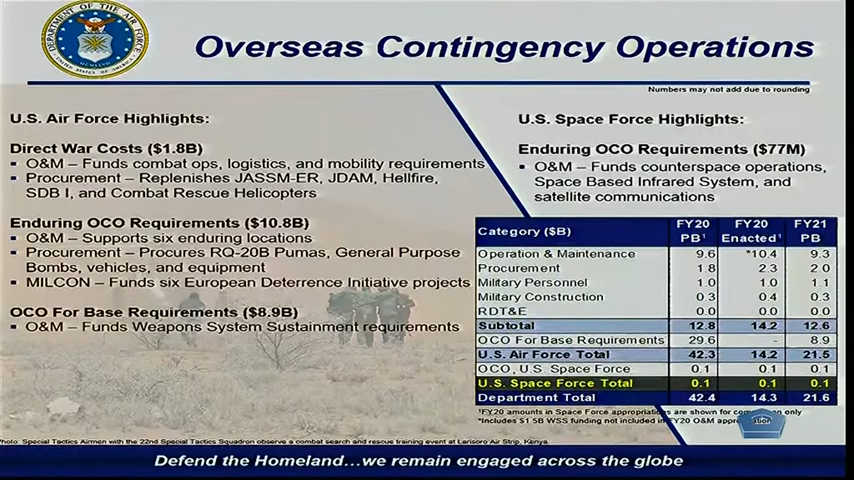 DEPARTMENT OF THE AIR FORCE
UNITED STATES OF AMERICA
Overseas Contingency Operations
Numbers may not add due to rounding
U.S. Air Force Highlights:
Direct War Costs ($1.8B)
▪ O&M – Funds combat ops, logistics, and mobility requirements
▪ Procurement – Replenishes JASSM-ER, JDAM, Hellfire,
SDB I, and Combat Rescue Helicopters
Enduring OCO Requirements ($10.8B)
▪ O&M – Supports six enduring locations
▪ Procurement – Procures RQ-20B Pumas, General Purpose
Bombs, vehicles, and equipment
▪ MILCON – Funds six European Deterrence Initiative projects
OCO For Base Requirements ($8.9B)
▪ O&M – Funds Weapons System Sustainment requirements
U.S. Space Force Highlights:
Enduring OCO Requirements ($77M)
▪ O&M – Funds counterspace operations,
Space Based Infrared System, and
satellite communications
Category ($B) FY20 PB¹ FY20 Enacted¹ FY21 PB
Operation & Maintenance 9.6 *10.4 9.3
Procurement 1.8 2.3 2.0
Military Personnel 1.0 1.0 1.1
Military Construction 0.3 0.4 0.3
RDT&E 0.0 0.0 0.0
Subtotal 12.8 14.2 12.6
OCO For Base Requirements 29.6 - 8.9
U.S. Air Force Total 42.3 14.2 21.5
OCO, U.S. Space Force 0.1 0.1 0.1
U.S. Space Force Total 0.1 0.1 0.1
Department Total 42.4 14.3 21.6
¹FY20 amounts in Space Force appropriations are shown for only
*Includes $1.5B WSS funding not included in FY20 O&M
Photo: Special Tactics Airmen with the 22nd Special Tactics Squadron observe a combat search and rescue training event at Larisoro Air Strip, Kenya.
Defend the Homeland…we remain engaged across the globe